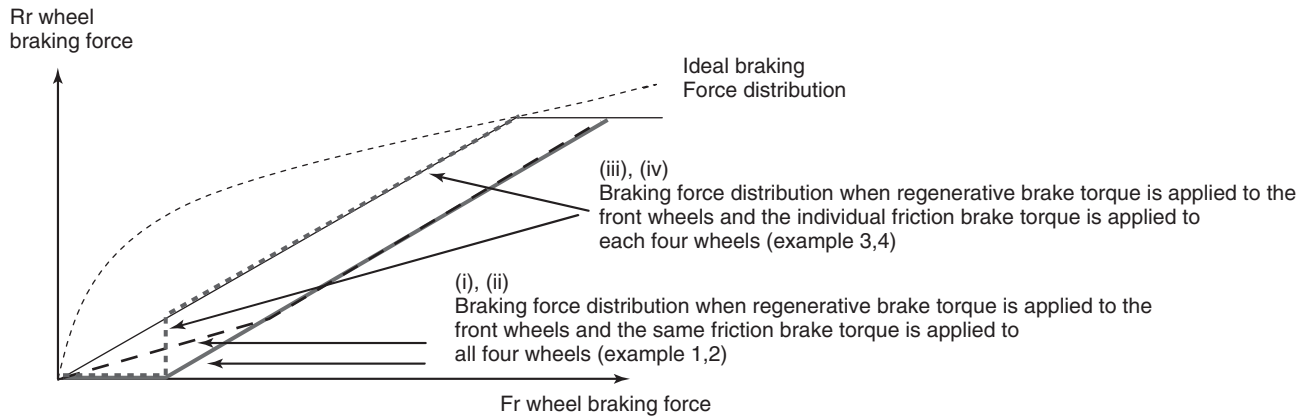 Rr wheel
braking force
Ideal braking
Force distribution
(iii), (iv)
Braking force distribution when regenerative brake torque is applied to the
front wheels and the individual friction brake torque is applied to
each four wheels (example 3,4)
(i), (ii)
Braking force distribution when regenerative brake torque is applied to the
front wheels and the same friction brake torque is applied to
all four wheels (example 1,2)
Fr wheel braking force